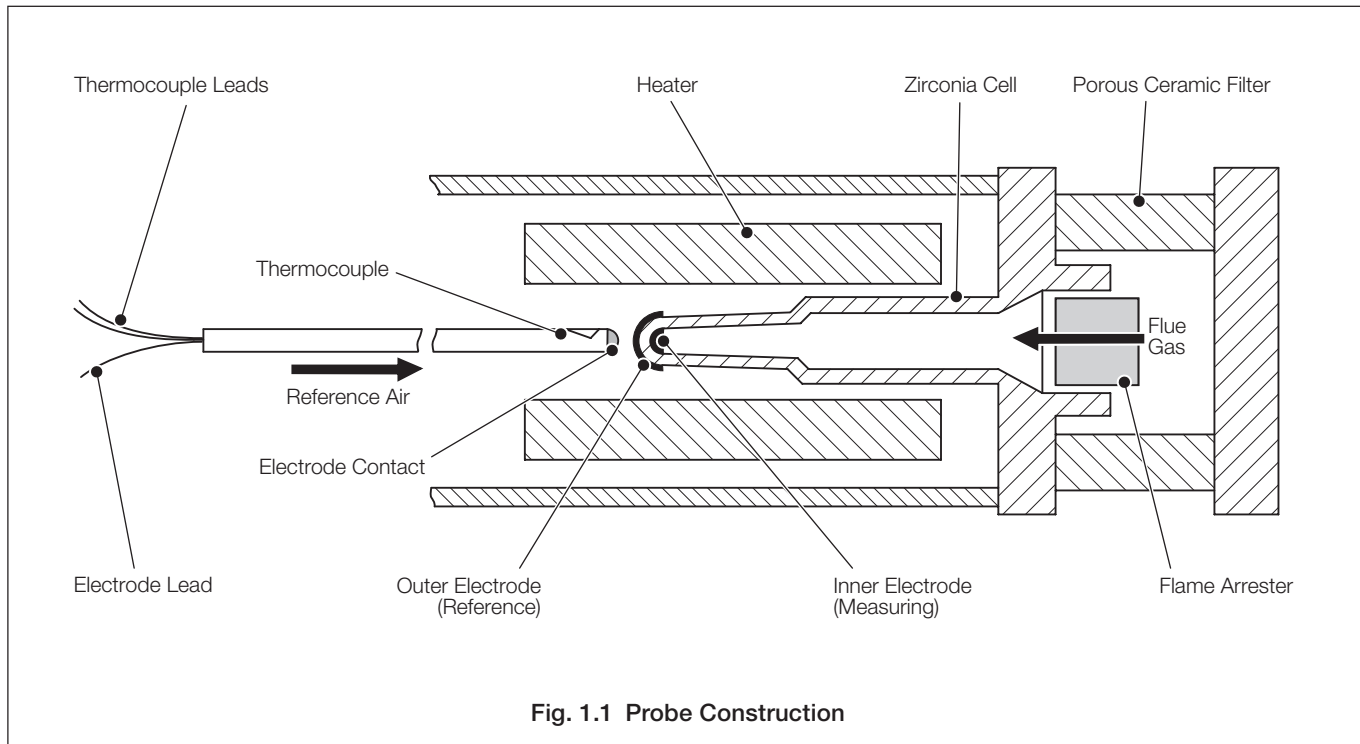 Thermocouple Leads
Heater
Zirconia Cell
Porous Ceramic Filter
Thermocouple
Flue
Gas
Reference Air
Electrode Contact
Electrode Lead
Outer Electrode
(Reference)
Inner Electrode
(Measuring)
Flame Arrester
Fig. 1.1 Probe Construction